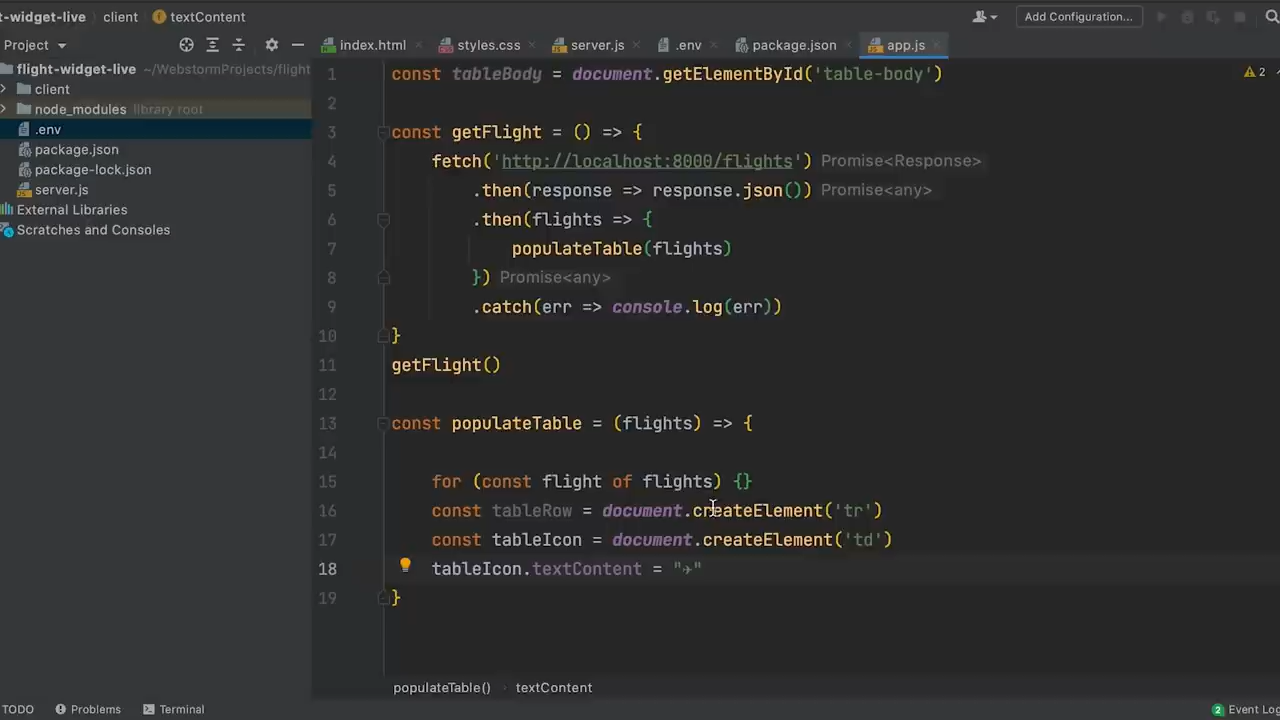 t-widget-live client textContent Add Configuration...
Project index.html styles.css server.js .env package.json app.js
flight-widget-live ~/WebstormProjects/flight
client
node_modules library root
.env
package.json
package-lock.json
server.js
External Libraries
Scratches and Consoles
2
1 const tableBody = document.getElementById('table-body')
2
3 const getFlight = () => {
4 fetch('http://localhost:8000/flights') Promise<Response>
5 .then(response => response.json()) Promise<any>
6 .then(flights => {
7 populateTable(flights)
8 }) Promise<any>
9 .catch(err => console.log(err))
10 }
11 getFlight()
12
13 const populateTable = (flights) => {
14
15 for (const flight of flights) {}
16 const tableRow = document.createElement('tr')
17 const tableIcon = document.createElement('td')
18 tableIcon.textContent = "✈"
19 }
populateTable() textContent
TODO Problems Terminal 2 Event Log